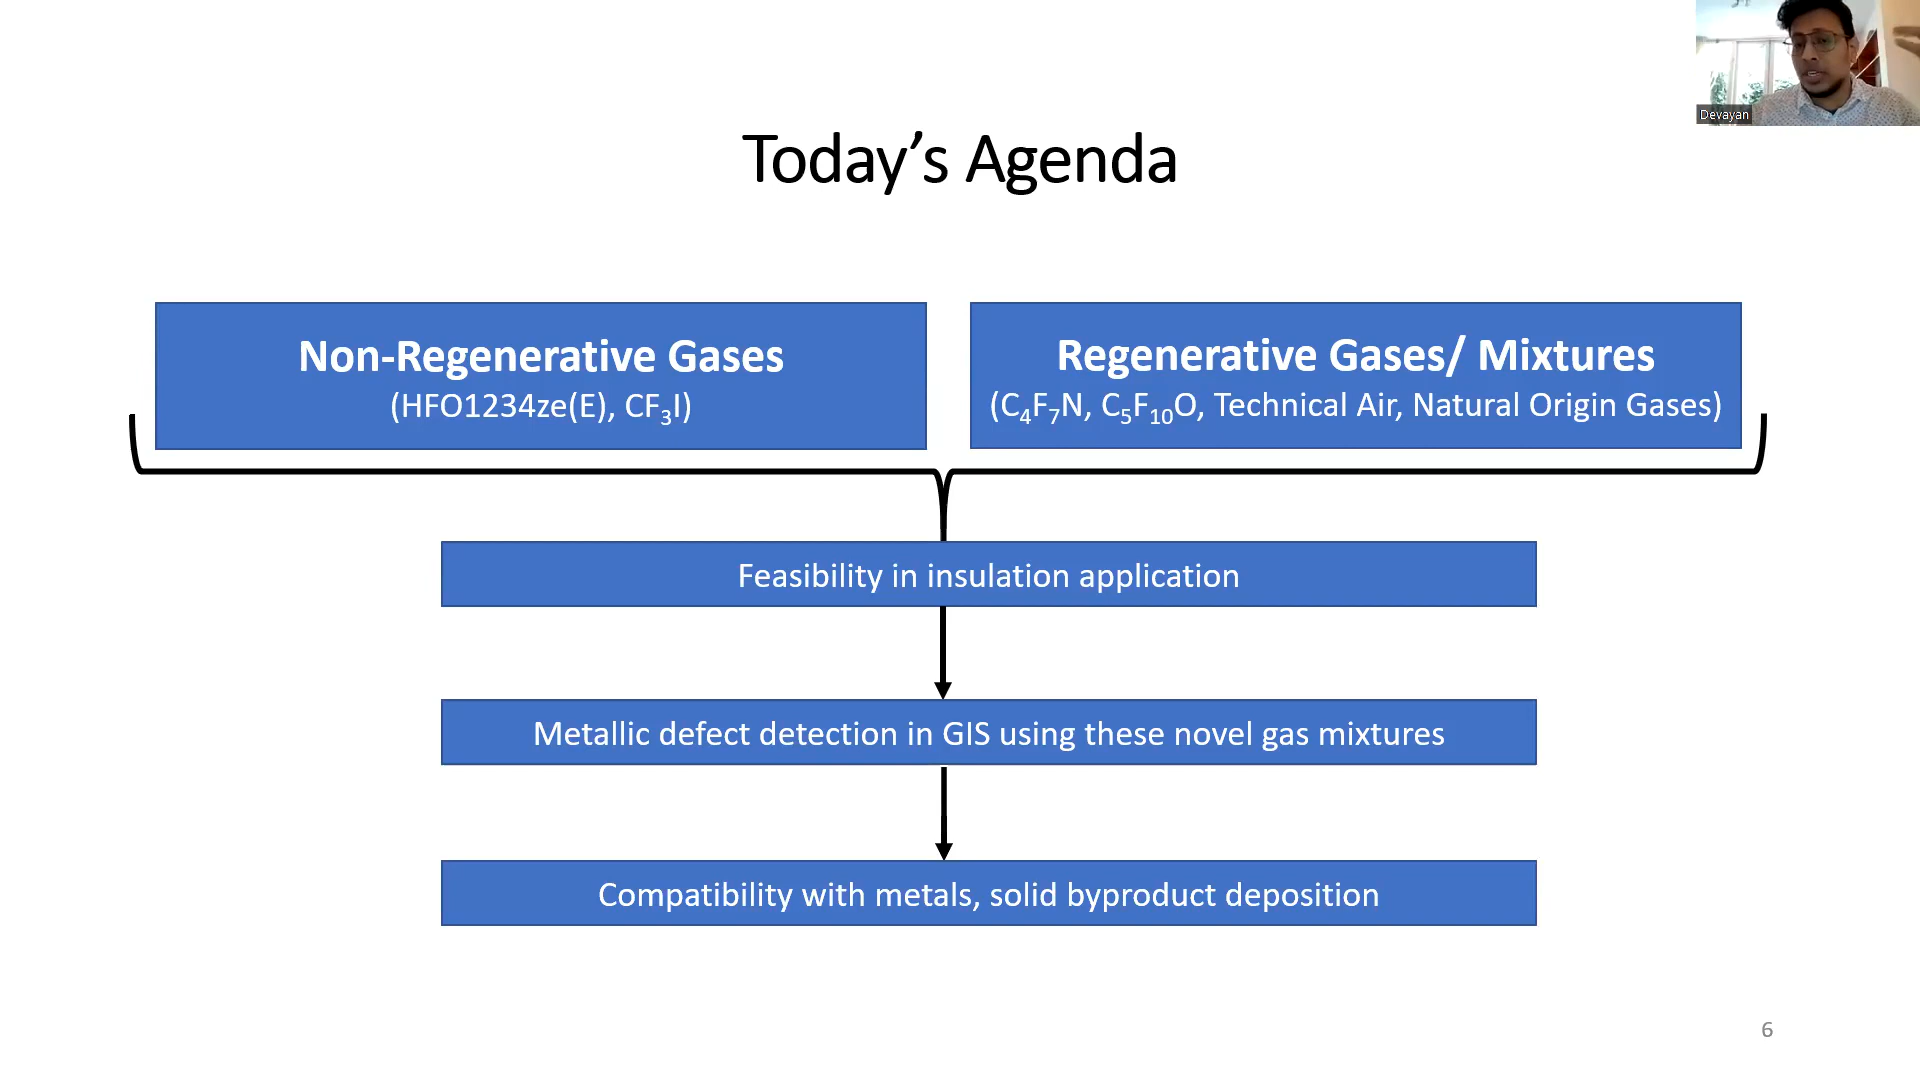 Devayan
Today’s Agenda
Non-Regenerative Gases
(HFO1234ze(E), CF₃I)
Regenerative Gases/ Mixtures
(C₄F₇N, C₅F₁₀O, Technical Air, Natural Origin Gases)
Feasibility in insulation application
Metallic defect detection in GIS using these novel gas mixtures
Compatibility with metals, solid byproduct deposition
6